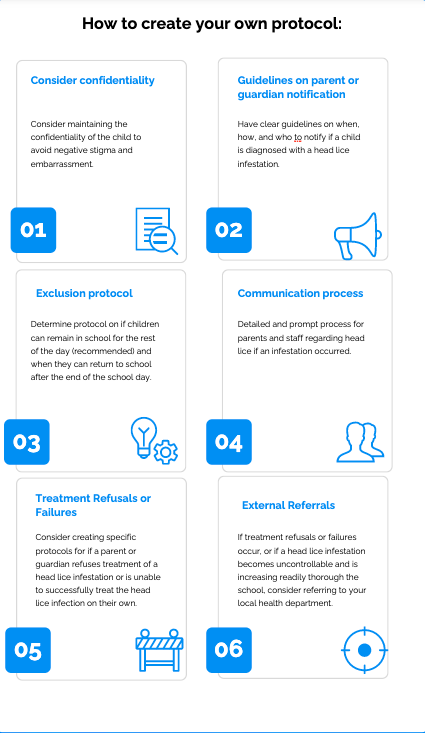 How to create your own protocol:
Consider confidentiality
Consider maintaining the
confidentiality of the child to
avoid negative stigma and
embarrassment.
01
Guidelines on parent or
guardian notification
Have clear guidelines on when,
how, and who to notify if a child
is diagnosed with a head lice
infestation.
02
Exclusion protocol
Determine protocol on if children
can remain in school for the rest
of the day (recommended) and
when they can return to school
after the end of the school day.
03
Communication process
Detailed and prompt process for
parents and staff regarding head
lice if an infestation occurred.
04
Treatment Refusals or
Failures
Consider creating specific
protocols for if a parent or
guardian refuses treatment of a
head lice infestation or is unable
to successfully treat the head
lice infection on their own.
05
External Referrals
If treatment refusals or failures
occur, or if a head lice infestation
becomes uncontrollable and is
increasing readily thorough the
school, consider referring to your
local health department.
06